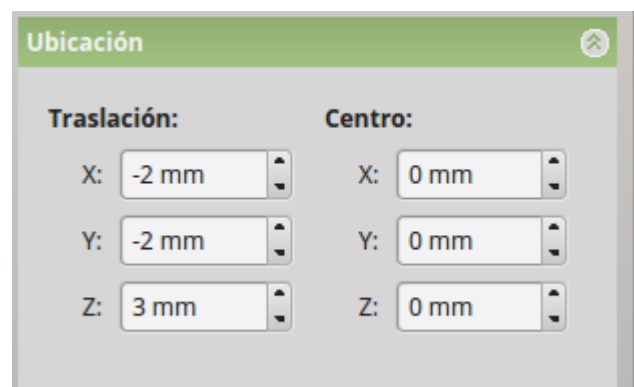 Ubicación
Traslación: Centro:
X: -2 mm X: 0 mm
Y: -2 mm Y: 0 mm
Z: 3 mm Z: 0 mm